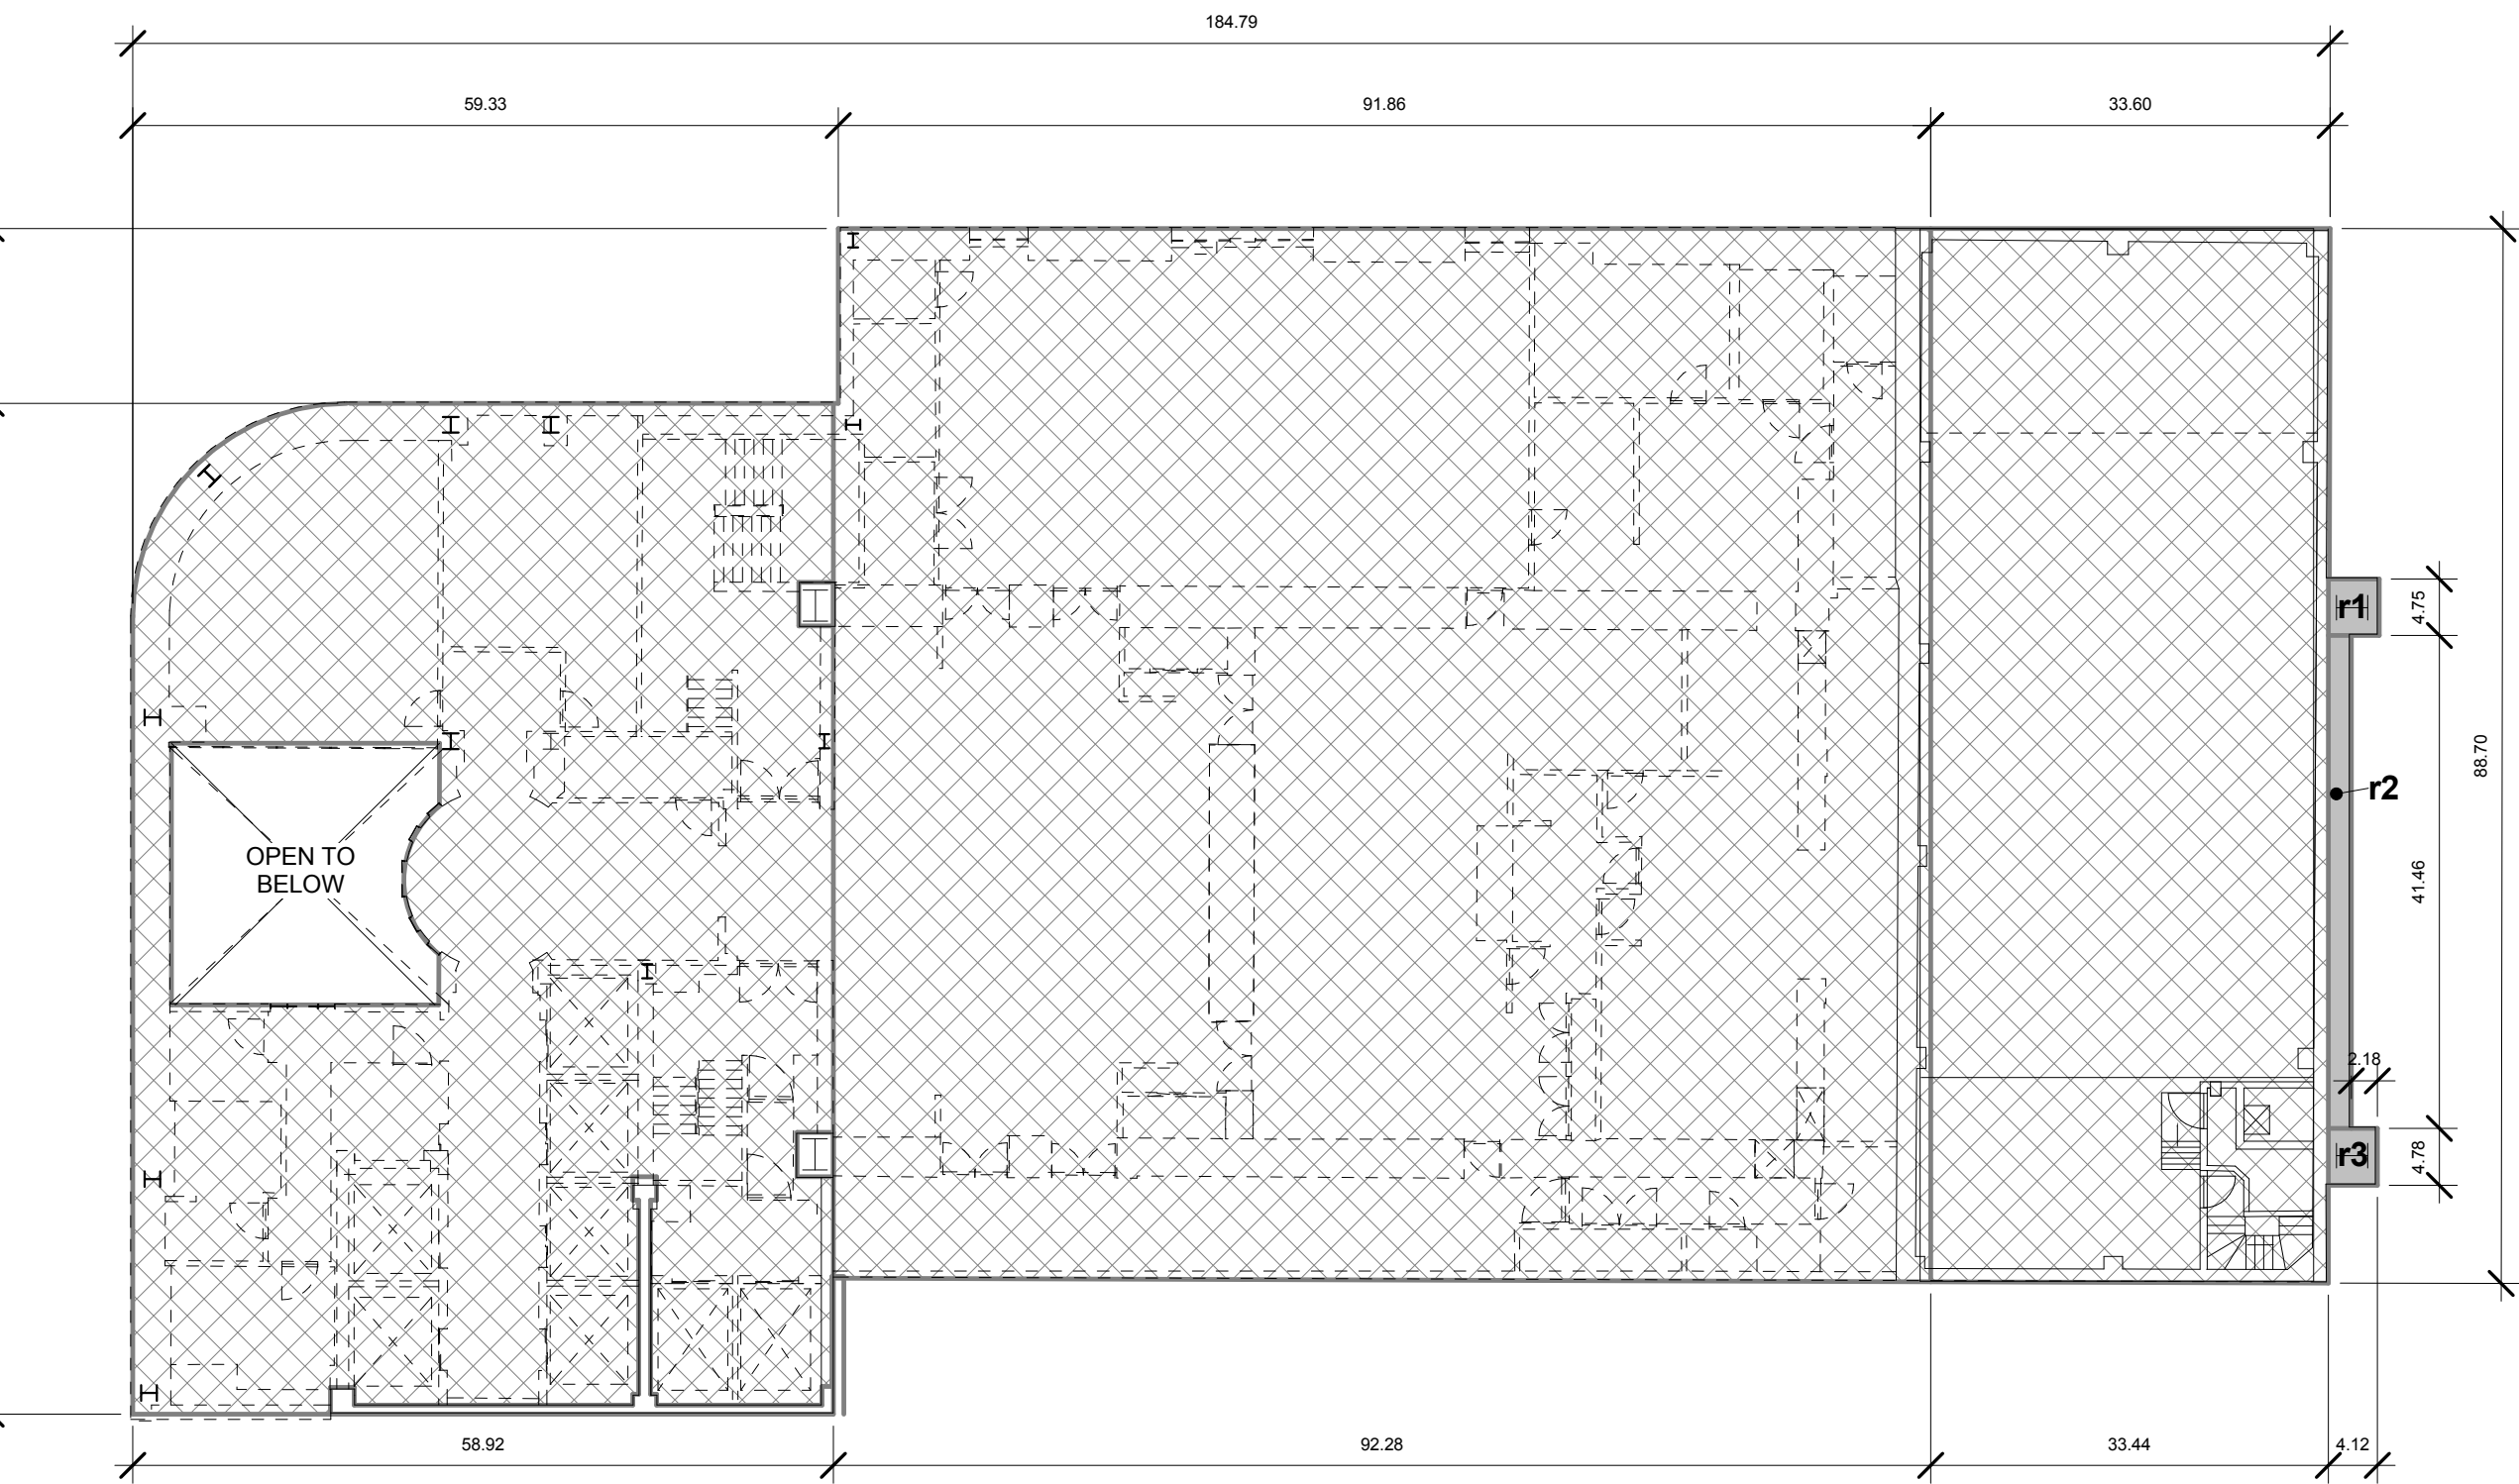 184.79
59.33
91.86
33.60
r1
4.75
88.70
r2
OPEN TO
BELOW
41.46
2.18
r3
4.78
58.92
92.28
33.44
4.12